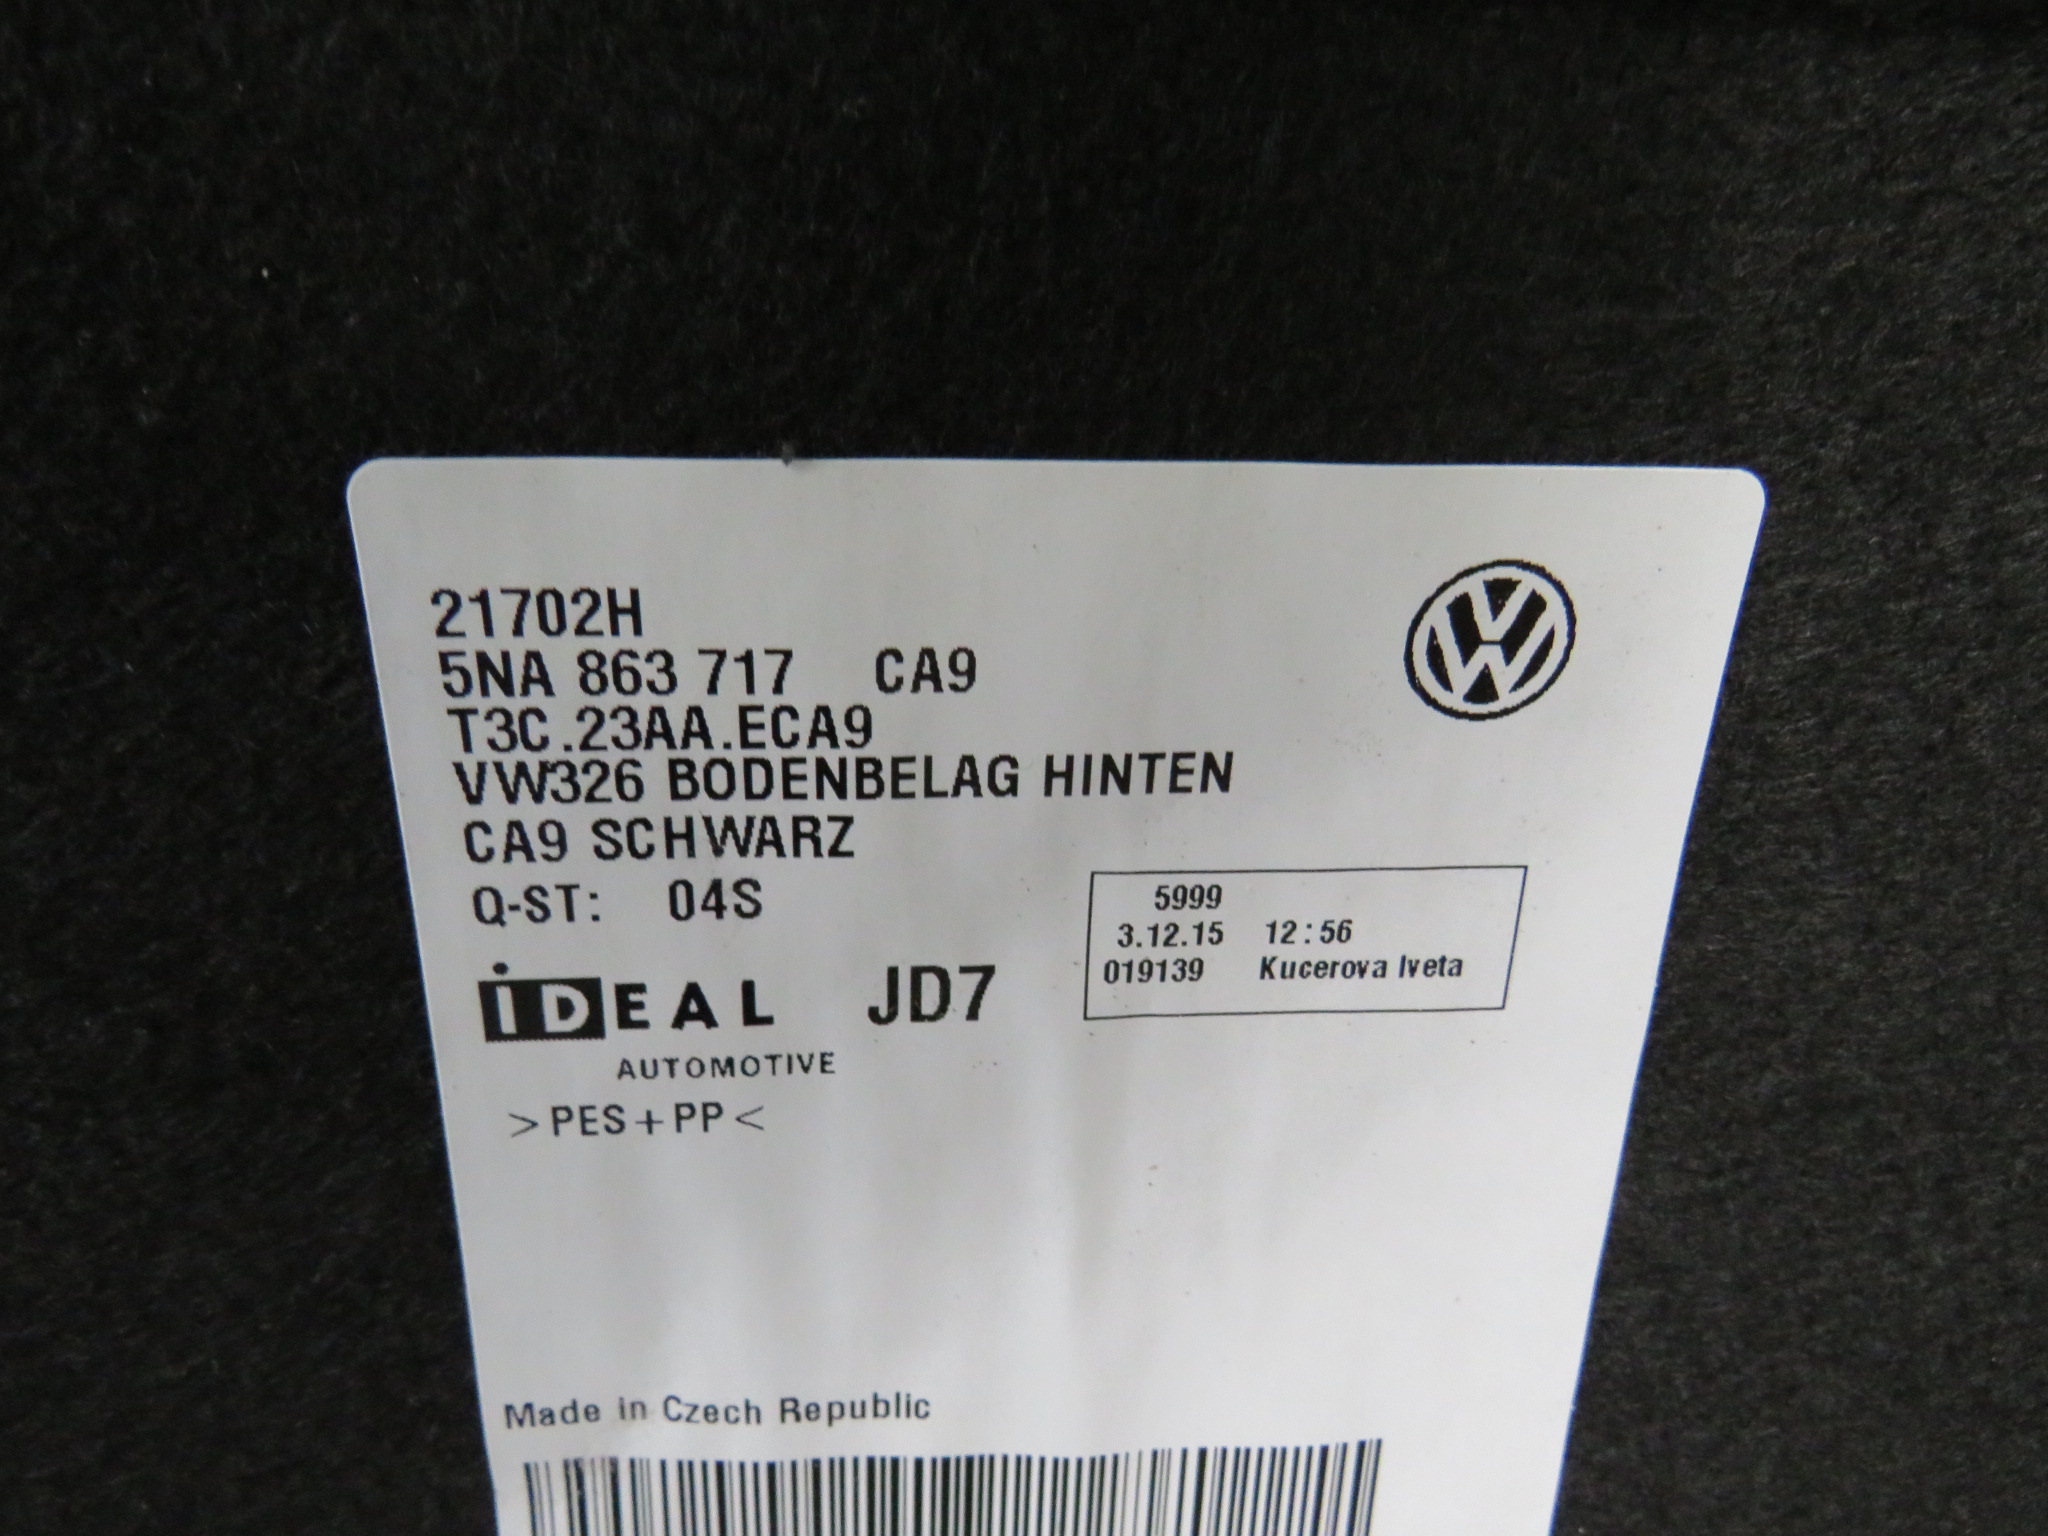 21702H
5NA 863 717 CA9
T3C.23AA.ECA9
VW326 BODENBELAG HINTEN
CA9 SCHWARZ
Q-ST: 04S
5999
3.12.15 12:56
019139 Kucerova Iveta
iDEAL JD7
AUTOMOTIVE
>PES+PP<
Made in Czech Republic